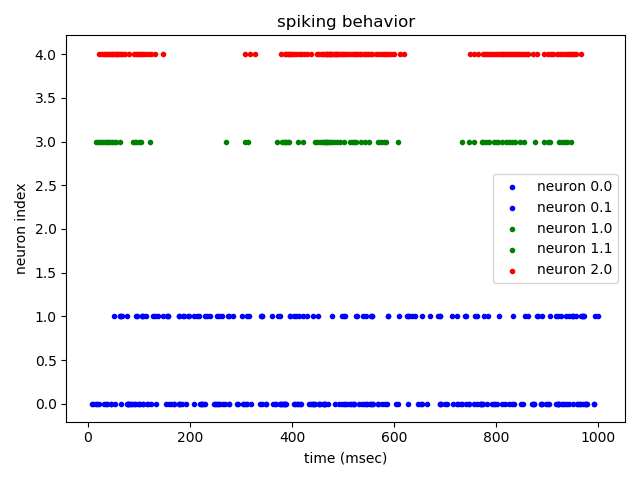 spiking behavior
4.0
3.5
3.0
2.5
2.0
1.5
1.0
0.5
0.0
neuron index
neuron 0.0
neuron 0.1
neuron 1.0
neuron 1.1
neuron 2.0
0 200 400 600 800 1000
time (msec)